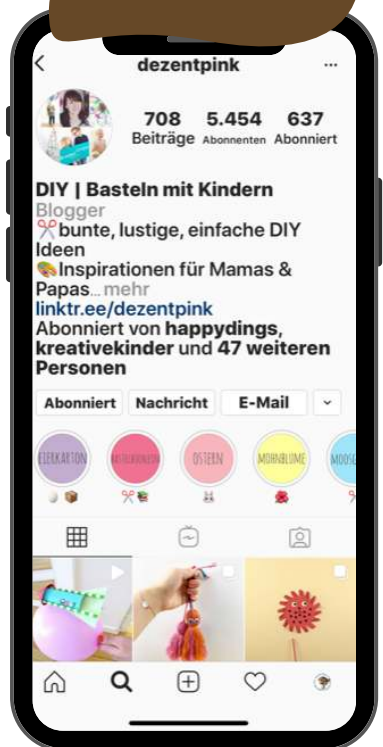 dezentpink
708 5.454 637
Beiträge Abonnenten Abonniert
DIY | Basteln mit Kindern
Blogger
✂️bunte, lustige, einfache DIY
Ideen
🎨Inspirationen für Mamas &
Papas... mehr
linktr.ee/dezentpink
Abonniert von happydings,
kreativekinder und 47 weiteren
Personen
Abonniert Nachricht E-Mail
EIERKARTON OSTERN MOHNBLUME